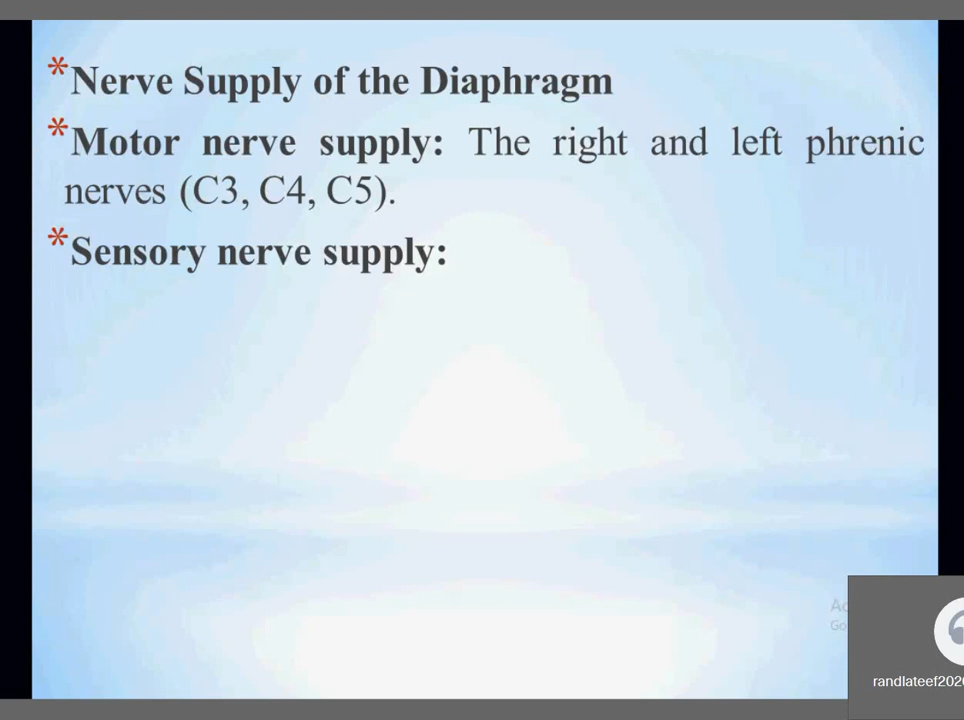 *Nerve Supply of the Diaphragm
*Motor nerve supply: The right and left phrenic
nerves (C3, C4, C5).
*Sensory nerve supply:
randlateef202